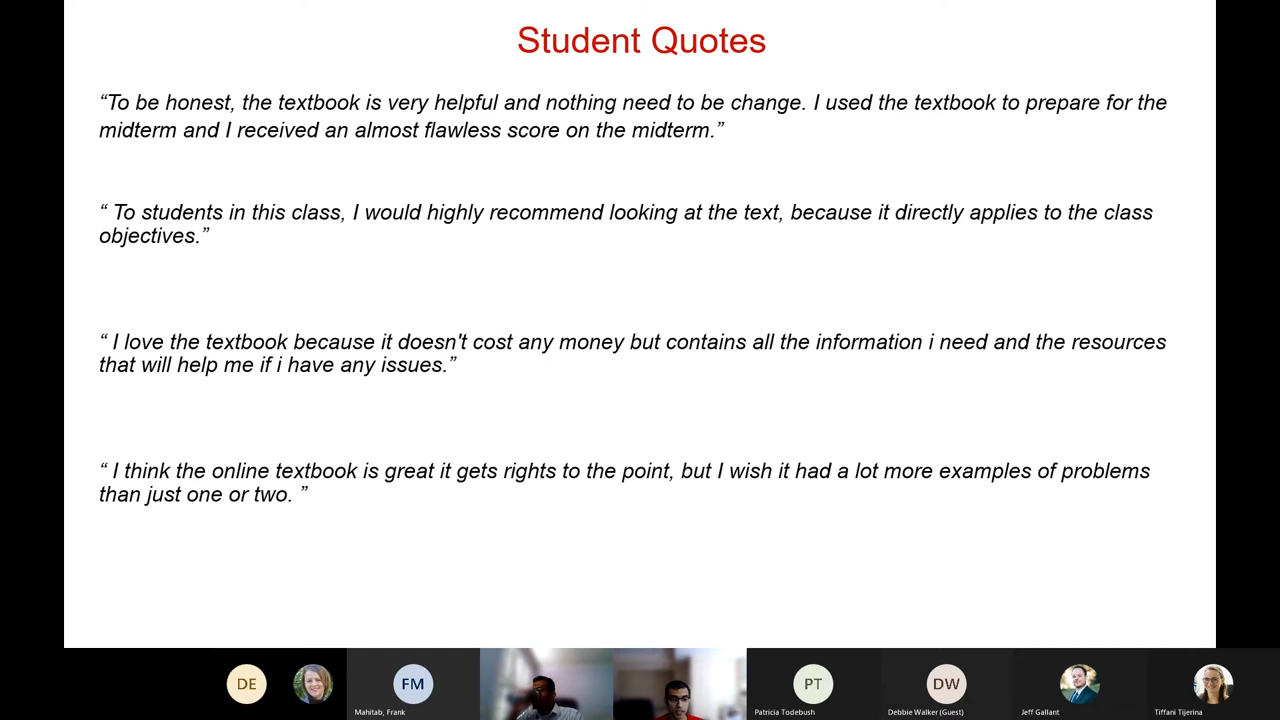 Student Quotes
“To be honest, the textbook is very helpful and nothing need to be change. I used the textbook to prepare for the
midterm and I received an almost flawless score on the midterm.”
“ To students in this class, I would highly recommend looking at the text, because it directly applies to the class
objectives.”
“ I love the textbook because it doesn't cost any money but contains all the information i need and the resources
that will help me if i have any issues.”
“ I think the online textbook is great it gets rights to the point, but I wish it had a lot more examples of problems
than just one or two. ”
DE
FM
PT
DW
Mahitab, Frank
Patricia Todebush
Debbie Walker (Guest)
Jeff Gallant
Tiffani Tijerina